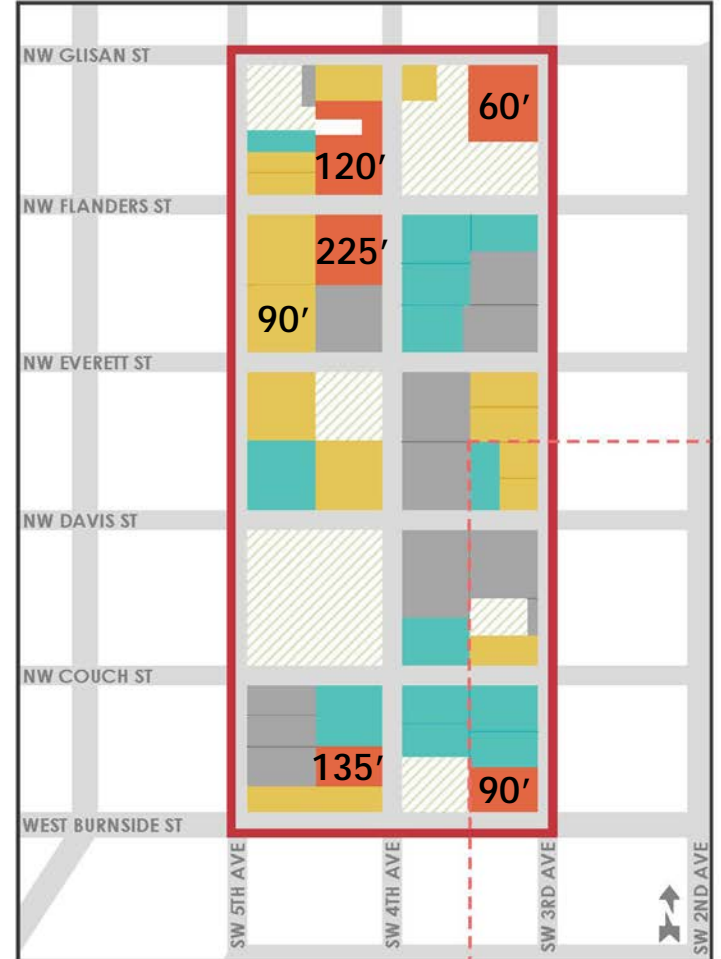 NW GLISAN ST
60′
120′
NW FLANDERS ST
225′
90′
NW EVERETT ST
NW DAVIS ST
NW COUCH ST
135′
90′
WEST BURNSIDE ST
SW 5TH AVE
SW 4TH AVE
SW 3RD AVE
SW 2ND AVE
N